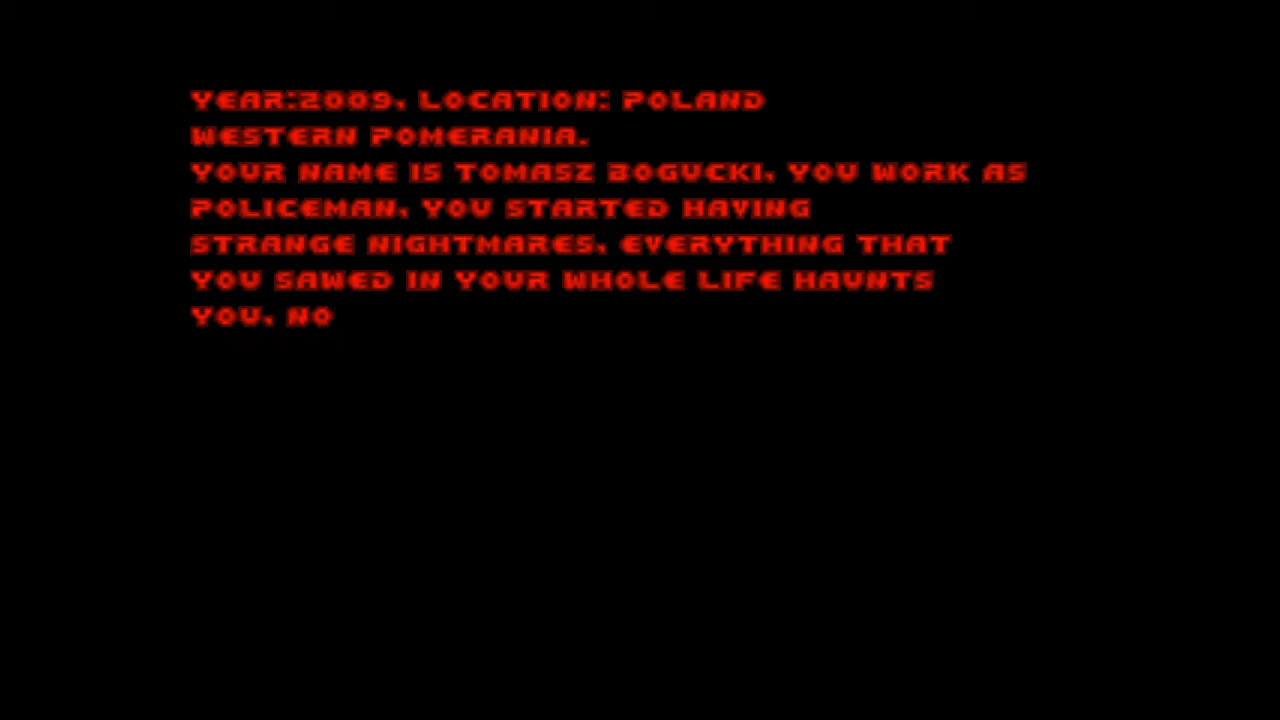 YEAR:2009, LOCATION: POLAND
WESTERN POMERANIA.
YOUR NAME IS TOMASZ BOGUCKI, YOU WORK AS
POLICEMAN, YOU STARTED HAVING
STRANGE NIGHTMARES, EVERYTHING THAT
YOU SAWED IN YOUR WHOLE LIFE HAUNTS
YOU, NO